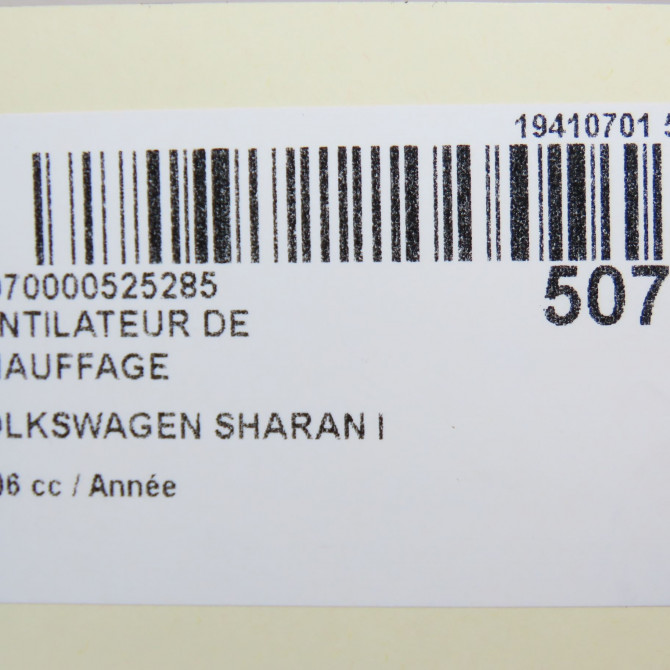 19410701 5
070000525285
507
NTILATEUR DE
HAUFFAGE
OLKSWAGEN SHARAN I
96 cc / Année